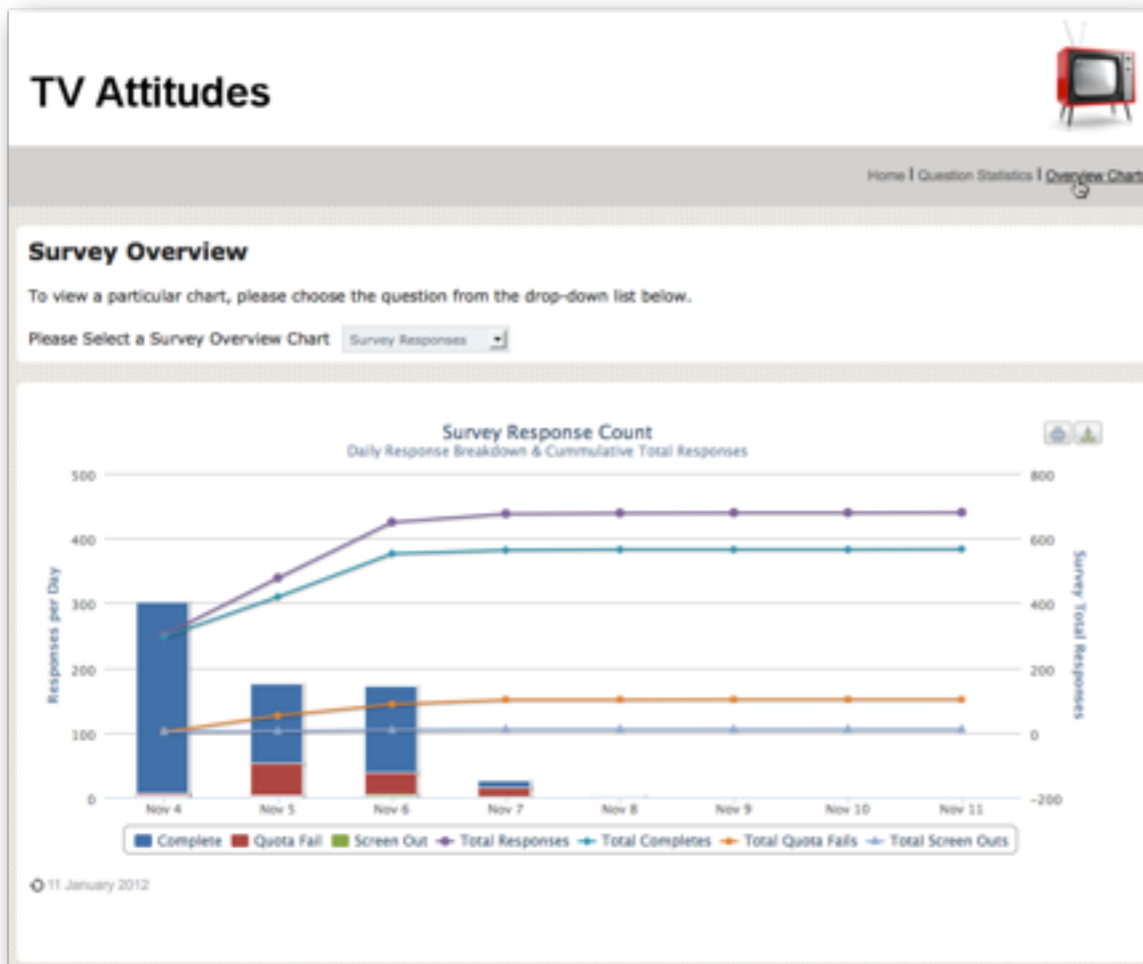 TV Attitudes
Home | Question Statistics | Overview Charts
Survey Overview
To view a particular chart, please choose the question from the drop-down list below.
Please Select a Survey Overview Chart Survey Responses
Survey Response Count
Daily Response Breakdown & Cummulative Total Responses
500 800
400 600
300 400
200 200
100 0
0 -200
Responses per Day
Survey Total Responses
Nov 4 Nov 5 Nov 6 Nov 7 Nov 8 Nov 9 Nov 10 Nov 11
Complete Quota Fail Screen Out Total Responses Total Completes Total Quota Fails Total Screen Outs
11 January 2012